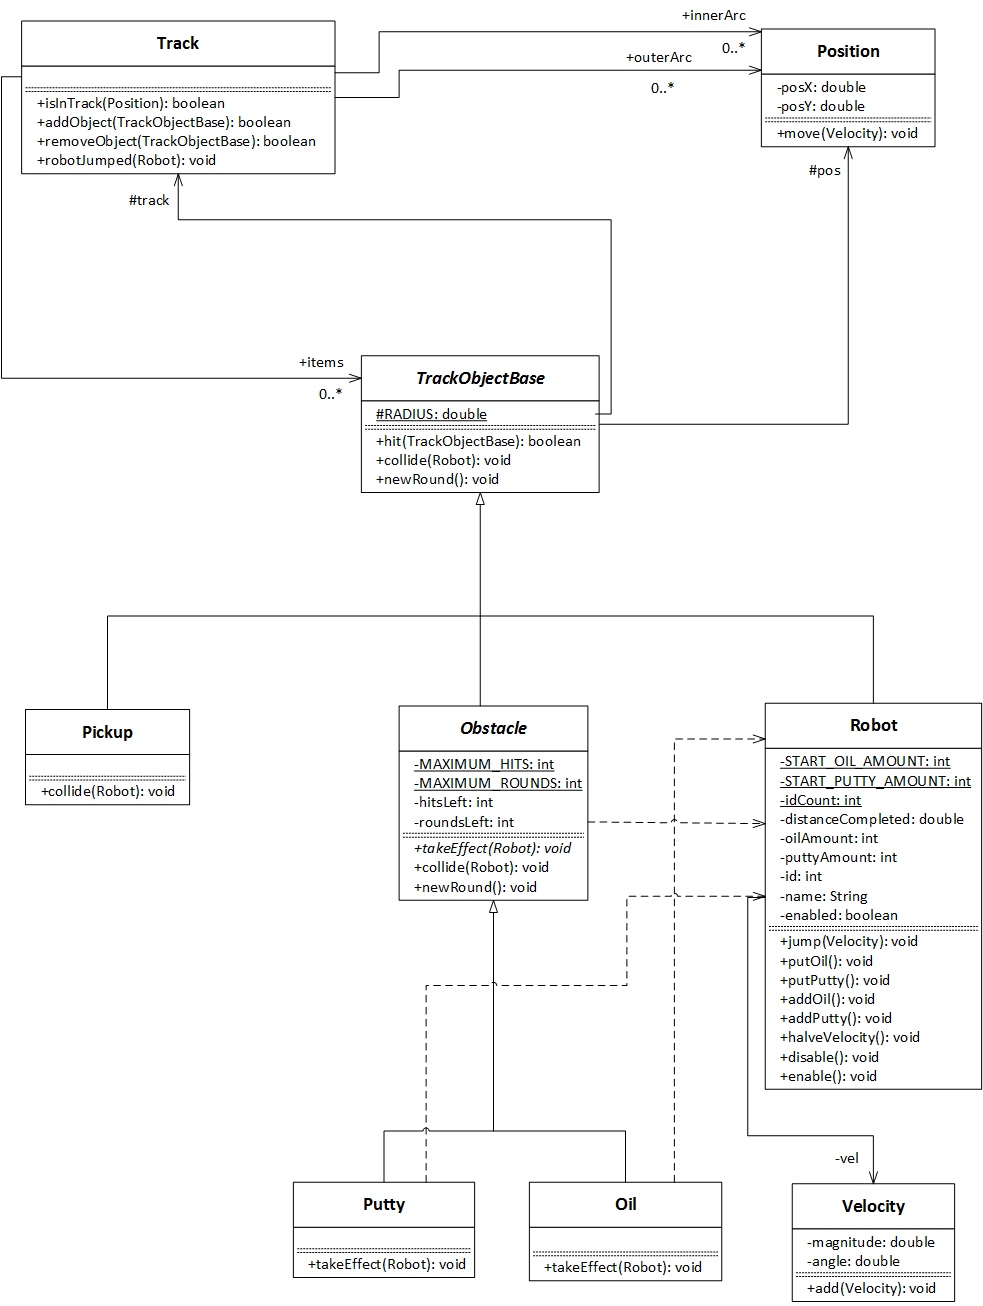 Track
+isInTrack(Position): boolean
+addObject(TrackObjectBase): boolean
+removeObject(TrackObjectBase): boolean
+robotJumped(Robot): void
+innerArc
0..*
+outerArc
0..*
Position
-posX: double
-posY: double
+move(Velocity): void
#track
#pos
+items
0..*
TrackObjectBase
#RADIUS: double
+hit(TrackObjectBase): boolean
+collide(Robot): void
+newRound(): void
Pickup
+collide(Robot): void
Obstacle
-MAXIMUM_HITS: int
-MAXIMUM_ROUNDS: int
-hitsLeft: int
-roundsLeft: int
+takeEffect(Robot): void
+collide(Robot): void
+newRound(): void
Robot
-START_OIL_AMOUNT: int
-START_PUTTY_AMOUNT: int
-idCount: int
-distanceCompleted: double
-oilAmount: int
-puttyAmount: int
-id: int
-name: String
-enabled: boolean
+jump(Velocity): void
+putOil(): void
+putPutty(): void
+addOil(): void
+addPutty(): void
+halveVelocity(): void
+disable(): void
+enable(): void
-vel
Putty
+takeEffect(Robot): void
Oil
+takeEffect(Robot): void
Velocity
-magnitude: double
-angle: double
+add(Velocity): void